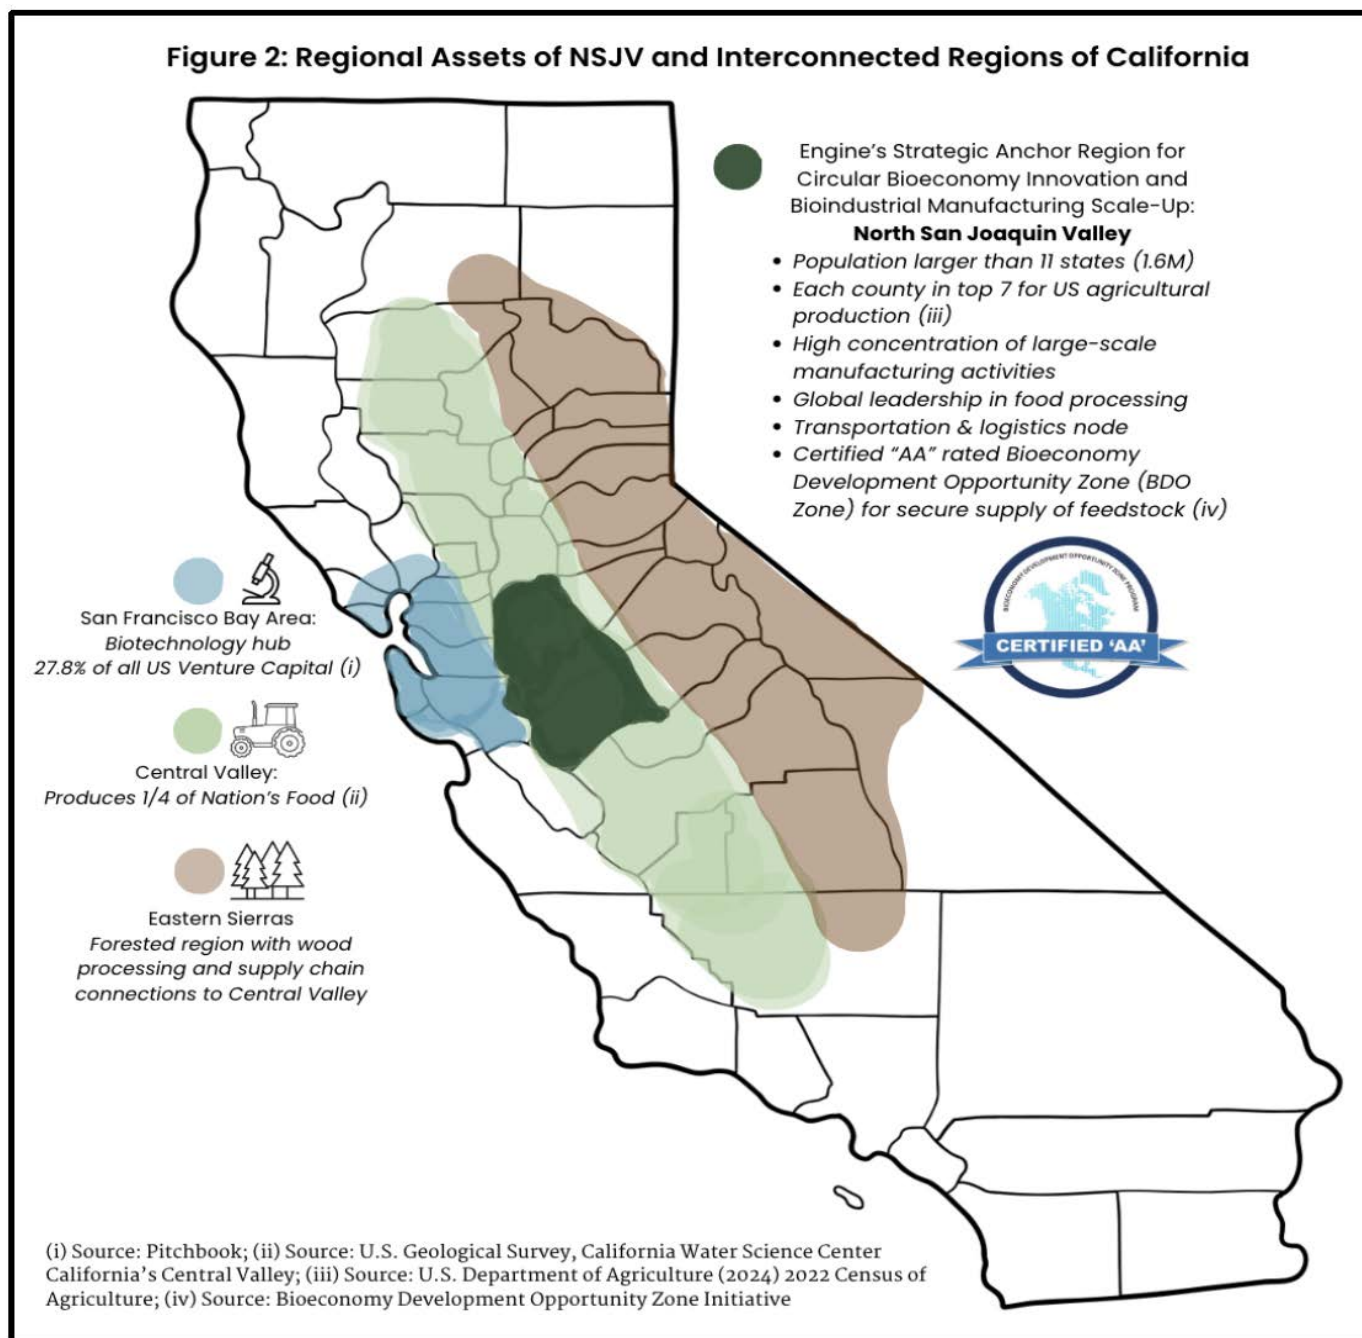 Figure 2: Regional Assets of NSJV and Interconnected Regions of California
Engine's Strategic Anchor Region for
Circular Bioeconomy Innovation and
Bioindustrial Manufacturing Scale-Up:
North San Joaquin Valley
• Population larger than 11 states (1.6M)
• Each county in top 7 for US agricultural
production (iii)
• High concentration of large-scale
manufacturing activities
• Global leadership in food processing
• Transportation & logistics node
• Certified "AA" rated Bioeconomy
Development Opportunity Zone (BDO
Zone) for secure supply of feedstock (iv)
BIOECONOMY DEVELOPMENT OPPORTUNITY ZONE PROGRAM
CERTIFIED 'AA'
San Francisco Bay Area:
Biotechnology hub
27.8% of all US Venture Capital (i)
Central Valley:
Produces 1/4 of Nation's Food (ii)
Eastern Sierras
Forested region with wood
processing and supply chain
connections to Central Valley
(i) Source: Pitchbook; (ii) Source: U.S. Geological Survey, California Water Science Center
California's Central Valley; (iii) Source: U.S. Department of Agriculture (2024) 2022 Census of
Agriculture; (iv) Source: Bioeconomy Development Opportunity Zone Initiative